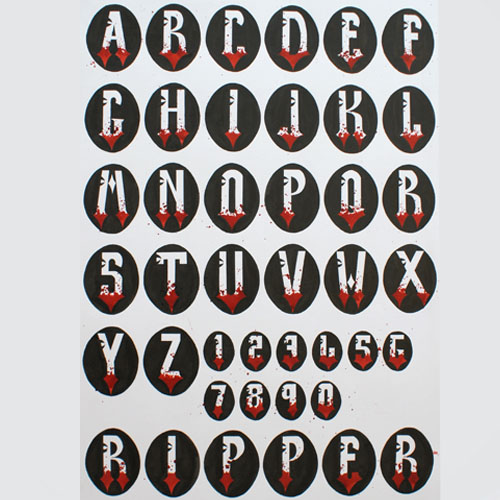 A B C D E F
G H I J K L
M N O P Q R
S T U V W X
Y Z 1 2 3 4 5 6
7 8 9 0
R I P P E R